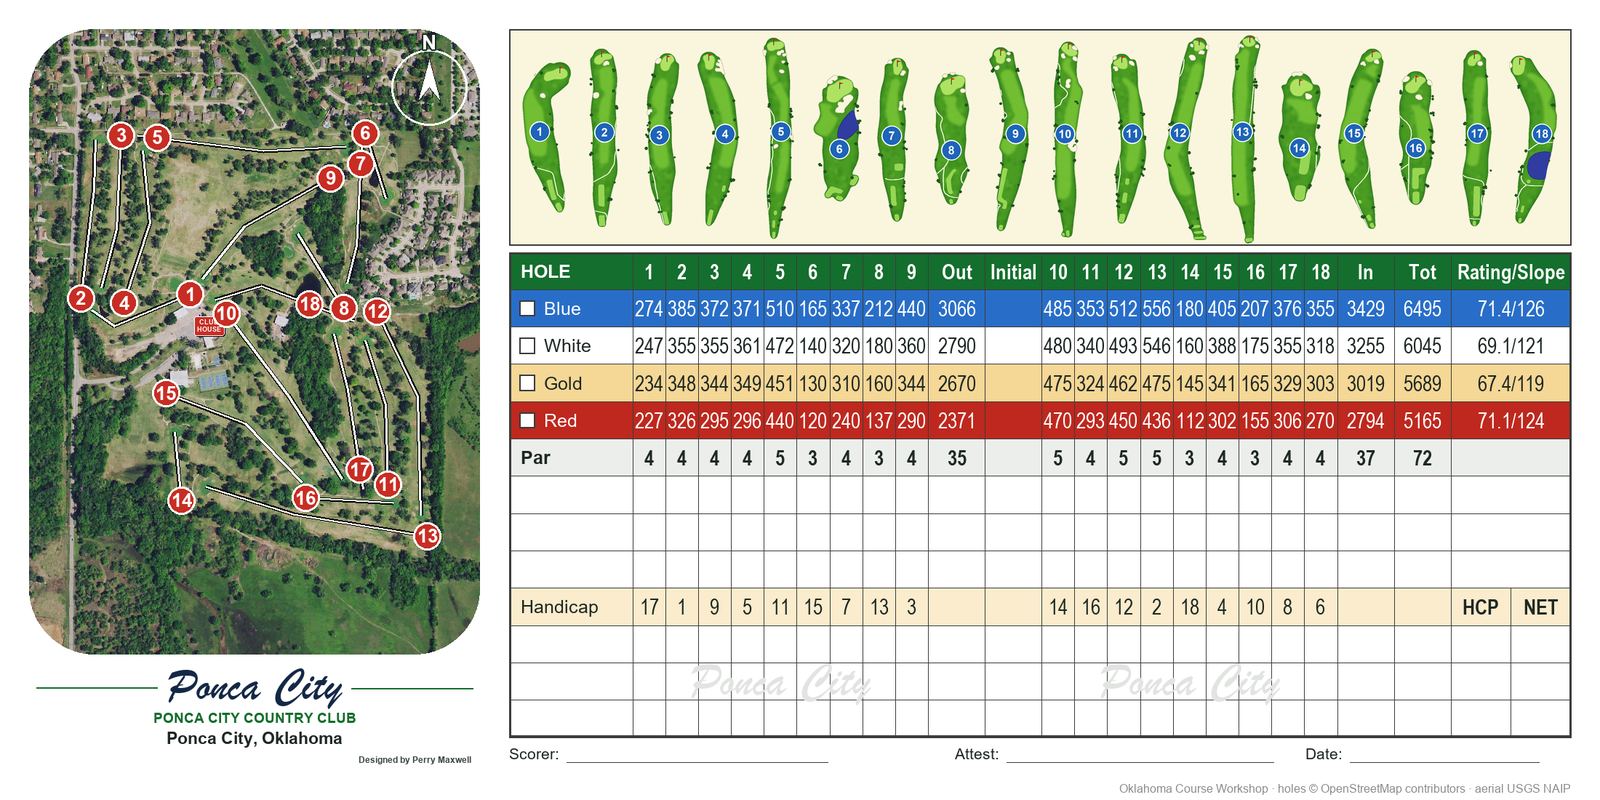 N
3 5 6
7
9
2 4 1 10 18 8 12
CLUB
HOUSE
15
17
14 16 11
13
Ponca City
PONCA CITY COUNTRY CLUB
Ponca City, Oklahoma
Designed by Perry Maxwell
1 2 3 4 5 6 7 8 9 10 11 12 13 14 15 16 17 18
HOLE 1 2 3 4 5 6 7 8 9 Out Initial 10 11 12 13 14 15 16 17 18 In Tot Rating/Slope
Blue 274 385 372 371 510 165 337 212 440 3066 485 353 512 556 180 405 207 376 355 3429 6495 71.4/126
White 247 355 355 361 472 140 320 180 360 2790 480 340 493 546 160 388 175 355 318 3255 6045 69.1/121
Gold 234 348 344 349 451 130 310 160 344 2670 475 324 462 475 145 341 165 329 303 3019 5689 67.4/119
Red 227 326 295 296 440 120 240 137 290 2371 470 293 450 436 112 302 155 306 270 2794 5165 71.1/124
Par 4 4 4 4 5 3 4 3 4 35 5 4 5 5 3 4 3 4 4 37 72
Handicap 17 1 9 5 11 15 7 13 3 14 16 12 2 18 4 10 8 6 HCP NET
Ponca City Ponca City
Scorer: Attest: Date:
Oklahoma Course Workshop · holes © OpenStreetMap contributors · aerial USGS NAIP